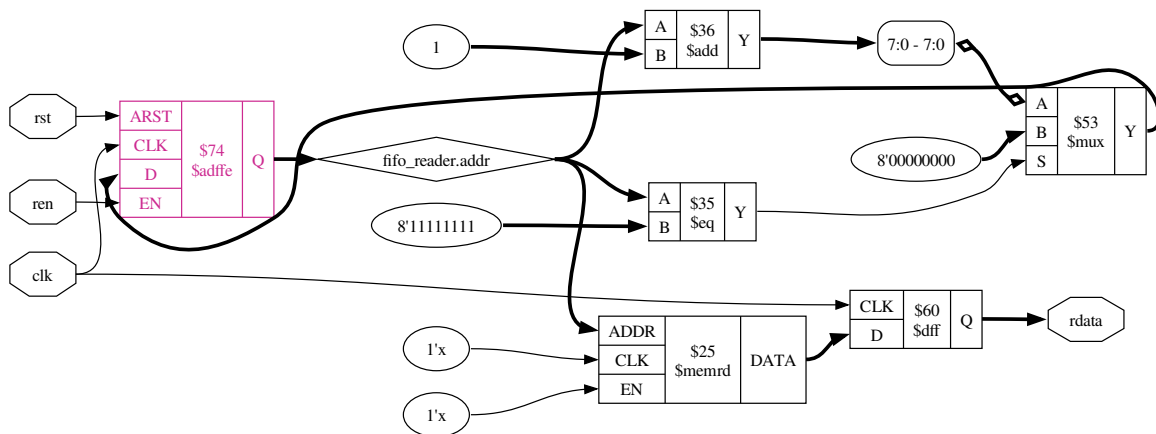 rst
ren
clk
ARST
CLK
D
EN
$74
$adffe
Q
fifo_reader.addr
1
A
B
$36
$add
Y
7:0 - 7:0
8'11111111
A
B
$35
$eq
Y
8'00000000
A
B
S
$53
$mux
Y
1'x
1'x
ADDR
CLK
EN
$25
$memrd
DATA
CLK
D
$60
$dff
Q
rdata